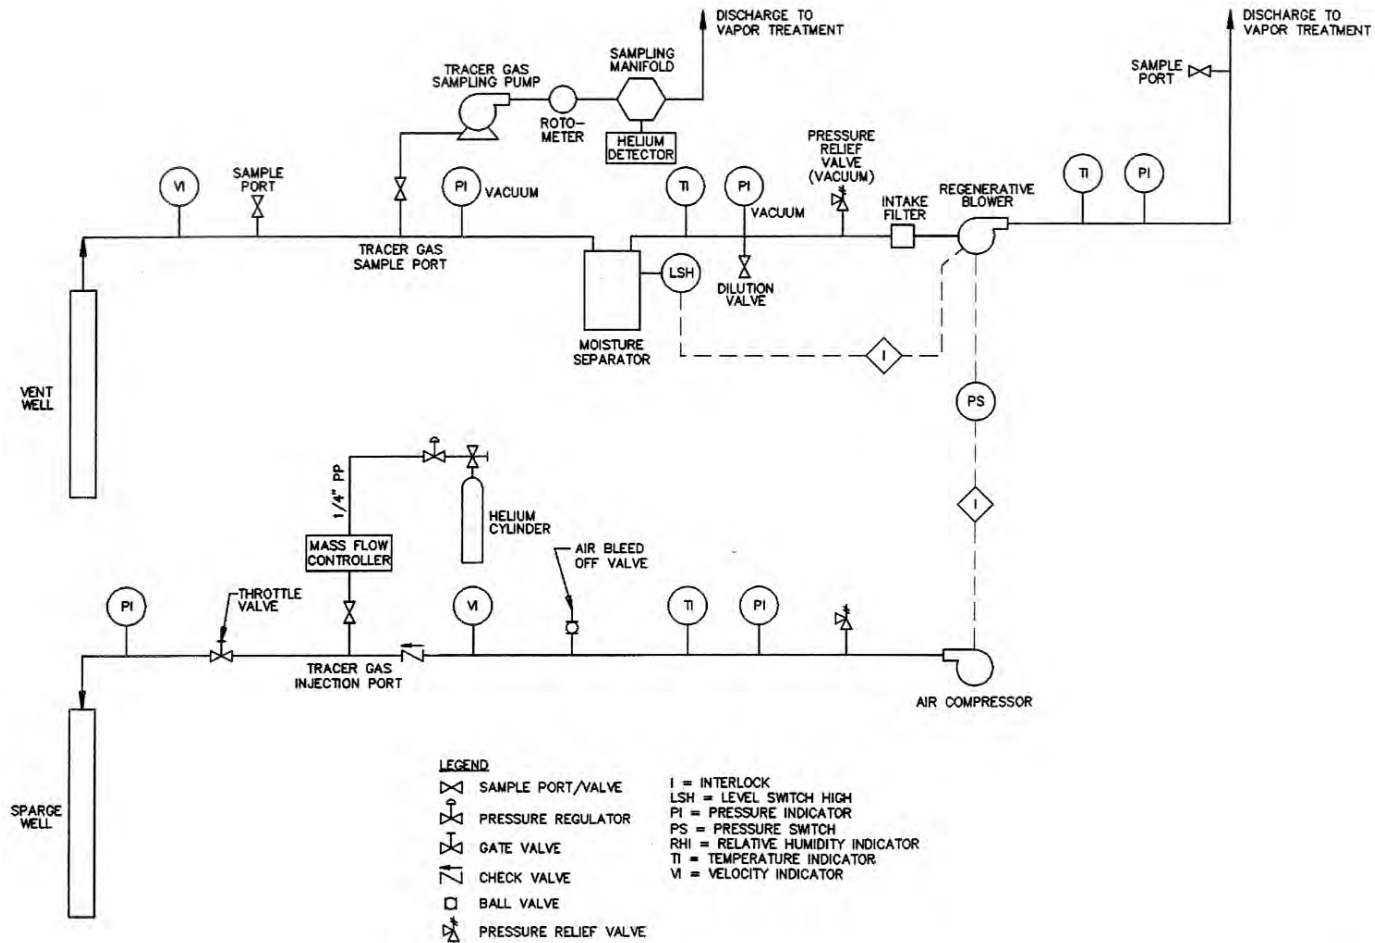 DISCHARGE TO
VAPOR TREATMENT
DISCHARGE TO
VAPOR TREATMENT
SAMPLING
MANIFOLD
TRACER GAS
SAMPLING PUMP
SAMPLE
PORT
ROTO-
METER
HELIUM
DETECTOR
PRESSURE
RELIEF
VALVE
(VACUUM)
VI
SAMPLE
PORT
PI
VACUUM
TI
PI
VACUUM
INTAKE
FILTER
REGENERATIVE
BLOWER
TI
PI
TRACER GAS
SAMPLE PORT
LSH
DILUTION
VALVE
MOISTURE
SEPARATOR
I
VENT
WELL
PS
1/4" PP
HELIUM
CYLINDER
I
MASS FLOW
CONTROLLER
AIR BLEED
OFF VALVE
PI
THROTTLE
VALVE
VI
TI
PI
TRACER GAS
INJECTION PORT
AIR COMPRESSOR
SPARGE
WELL
LEGEND
SAMPLE PORT/VALVE
PRESSURE REGULATOR
GATE VALVE
CHECK VALVE
BALL VALVE
PRESSURE RELIEF VALVE
I = INTERLOCK
LSH = LEVEL SWITCH HIGH
PI = PRESSURE INDICATOR
PS = PRESSURE SWITCH
RHI = RELATIVE HUMIDITY INDICATOR
TI = TEMPERATURE INDICATOR
VI = VELOCITY INDICATOR